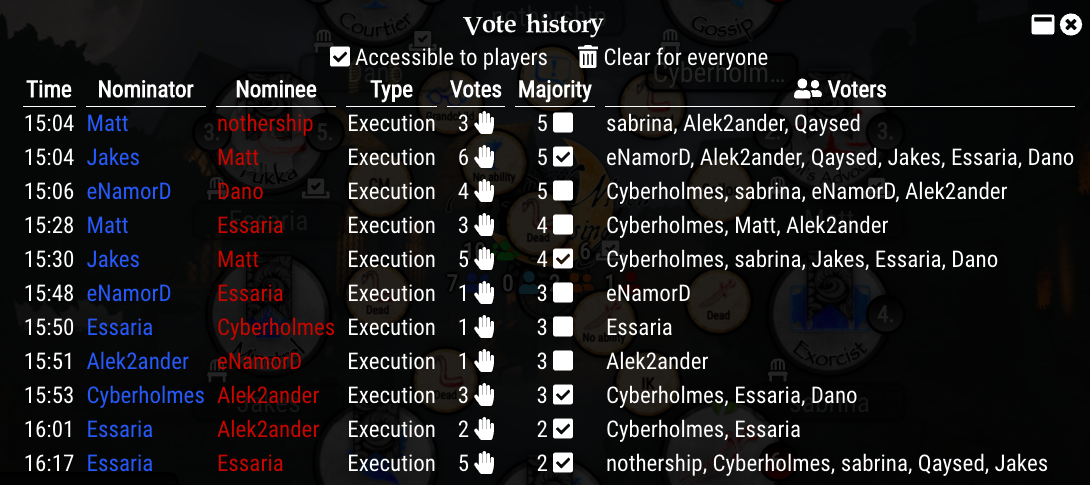 Vote history
Accessible to players Clear for everyone
Time Nominator Nominee Type Votes Majority Voters
15:04 Matt nothership Execution 3 5 sabrina, Alek2ander, Qaysed
15:04 Jakes Matt Execution 6 5 eNamorD, Alek2ander, Qaysed, Jakes, Essaria, Dano
15:06 eNamorD Dano Execution 4 5 Cyberholmes, sabrina, eNamorD, Alek2ander
15:28 Matt Essaria Execution 3 4 Cyberholmes, Matt, Alek2ander
15:30 Jakes Matt Execution 5 4 Cyberholmes, sabrina, Jakes, Essaria, Dano
15:48 eNamorD Essaria Execution 1 3 eNamorD
15:50 Essaria Cyberholmes Execution 1 3 Essaria
15:51 Alek2ander eNamorD Execution 1 3 Alek2ander
15:53 Cyberholmes Alek2ander Execution 3 3 Cyberholmes, Essaria, Dano
16:01 Essaria Alek2ander Execution 2 2 Cyberholmes, Essaria
16:17 Essaria Essaria Execution 5 2 nothership, Cyberholmes, sabrina, Qaysed, Jakes